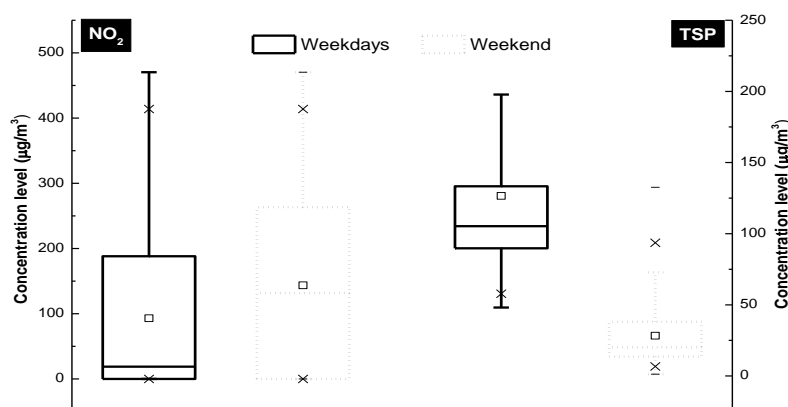 NO₂
Weekdays
Weekend
TSP
Concentration level (µg/m³)
500
400
300
200
100
0
250
200
150
100
50
0
Concentration level (µg/m³)